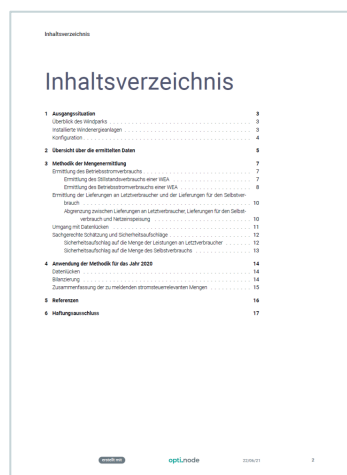 Inhaltsverzeichnis
Inhaltsverzeichnis
1 Ausgangssituation 3
Überblick des Windparks 3
Installierte Windenergieanlagen 3
Konfiguration 4
2 Übersicht über die ermittelten Daten 5
3 Methodik der Mengenermittlung 7
Ermittlung des Betriebsstromverbrauchs 7
Ermittlung des Stillstandsverbrauchs einer WEA 7
Ermittlung des Betriebsstromverbrauchs einer WEA 8
Ermittlung der Lieferungen an Letztverbraucher und der Lieferungen für den Selbstver-
brauch 10
Abgrenzung zwischen Lieferungen an Letztverbraucher, Lieferungen für den Selbst-
verbrauch und Netzeinspeisung 10
Umgang mit Datenlücken 11
Sachgerechte Schätzung und Sicherheitsaufschläge 12
Sicherheitsaufschlag auf die Menge der Leistungen an Letztverbraucher 12
Sicherheitsaufschlag auf die Menge des Selbstverbrauchs 13
4 Anwendung der Methodik für das Jahr 2020 14
Datenlücken 14
Bilanzierung 14
Zusammenfassung der zu meldenden stromsteuerrelevanten Mengen 15
5 Referenzen 16
6 Haftungsausschluss 17
opti.node
22/06/21